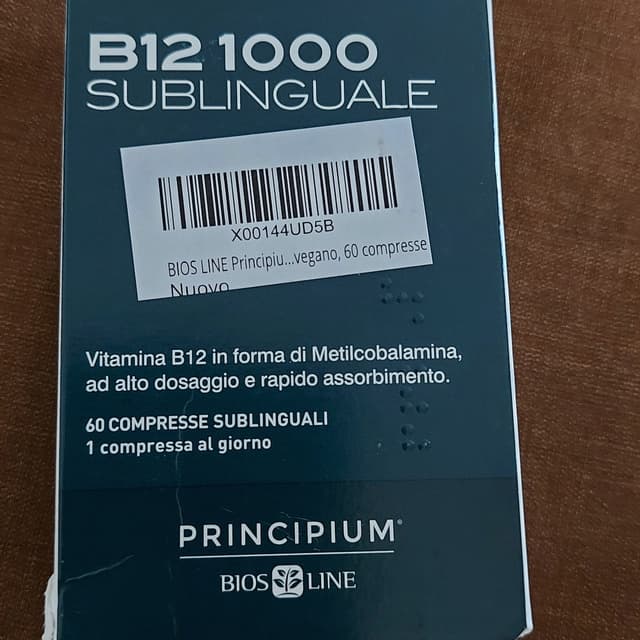 B12 1000
SUBLINGUALE
X00144UD5B
BIOS LINE Principiu...vegano, 60 compresse
Nuovo
Vitamina B12 in forma di Metilcobalamina,
ad alto dosaggio e rapido assorbimento.
60 COMPRESSE SUBLINGUALI
1 compressa al giorno
PRINCIPIUM®
BIOS LINE